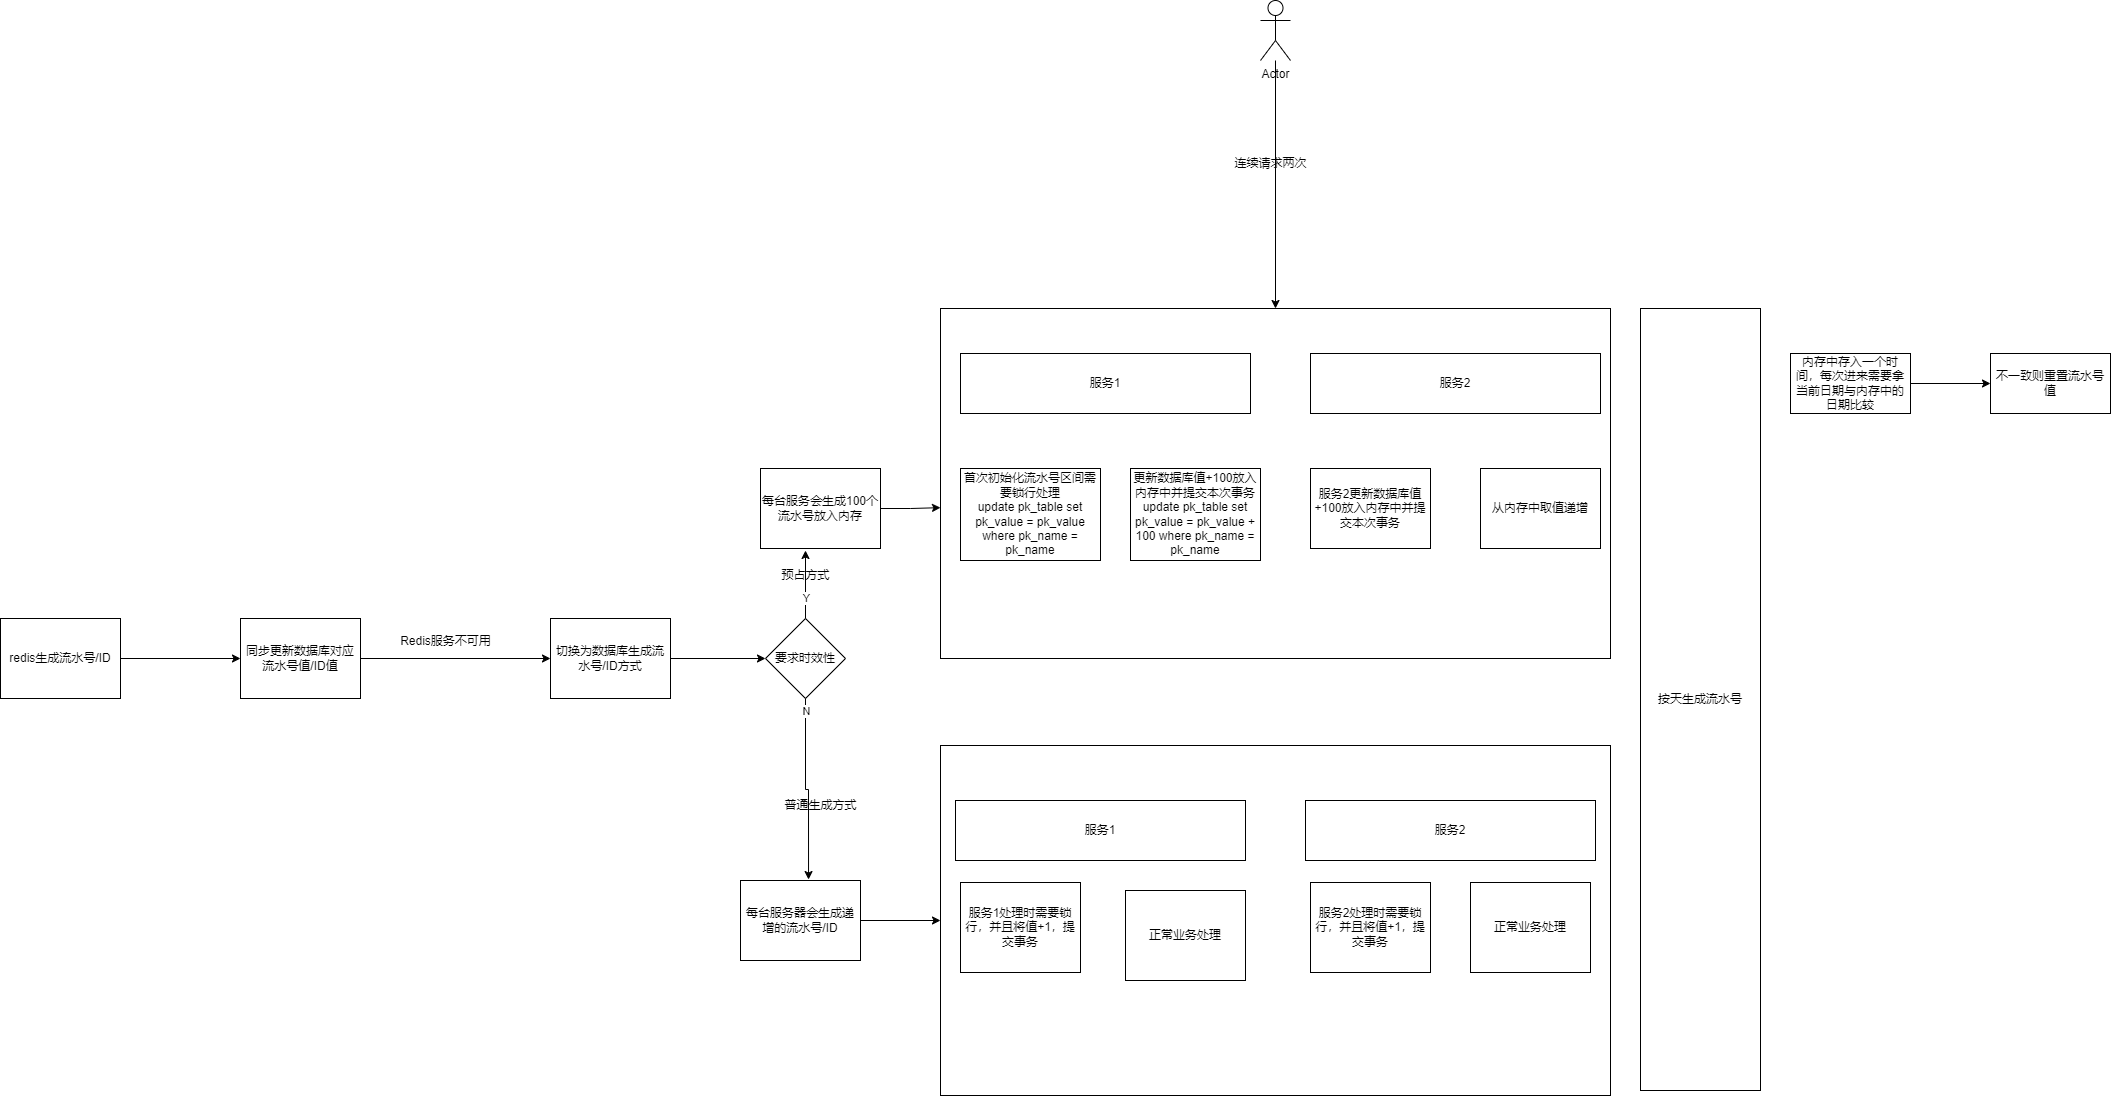 Actor
连续请求两次
服务1
服务2
内存中存入一个时
间，每次进来需要拿
当前日期与内存中的
日期比较
不一致则重置流水号
值
每台服务会生成100个
流水号放入内存
首次初始化流水号区间需
要锁行处理
update pk_table set
pk_value = pk_value
where pk_name =
pk_name
更新数据库值+100放入
内存中并提交本次事务
update pk_table set
pk_value = pk_value +
100 where pk_name =
pk_name
服务2更新数据库值
+100放入内存中并提
交本次事务
从内存中取值递增
预占方式
Y
redis生成流水号/ID
同步更新数据库对应
流水号值/ID值
Redis服务不可用
切换为数据库生成流
水号/ID方式
要求时效性
按天生成流水号
N
普通生成方式
服务1
服务2
每台服务器会生成递
增的流水号/ID
服务1处理时需要锁
行，并且将值+1，提
交事务
正常业务处理
服务2处理时需要锁
行，并且将值+1，提
交事务
正常业务处理